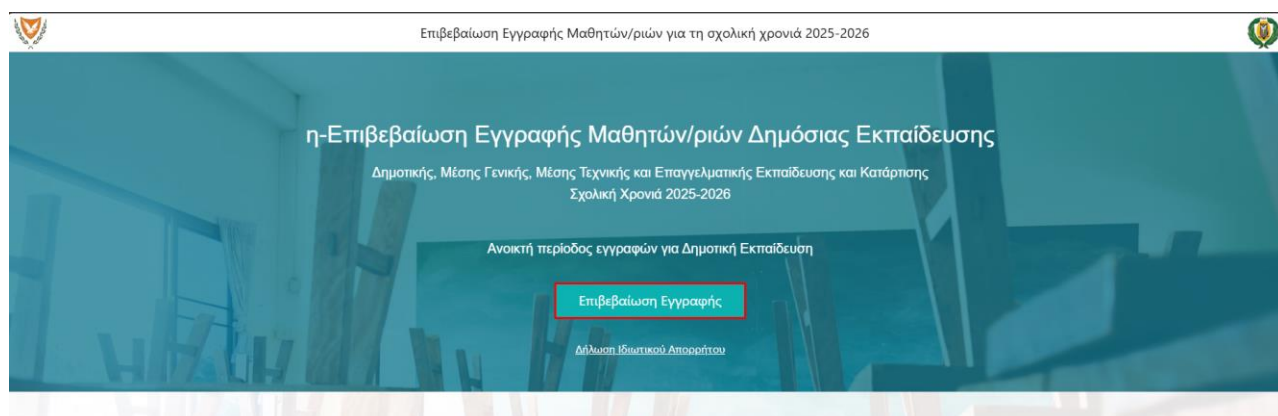 Επιβεβαίωση Εγγραφής Μαθητών/ριών για τη σχολική χρονιά 2025-2026
η-Επιβεβαίωση Εγγραφής Μαθητών/ριών Δημόσιας Εκπαίδευσης
Δημοτικής, Μέσης Γενικής, Μέσης Τεχνικής και Επαγγελματικής Εκπαίδευσης και Κατάρτισης
Σχολική Χρονιά 2025-2026
Ανοικτή περίοδος εγγραφών για Δημοτική Εκπαίδευση
Επιβεβαίωση Εγγραφής
Δήλωση Ιδιωτικού Απορρήτου